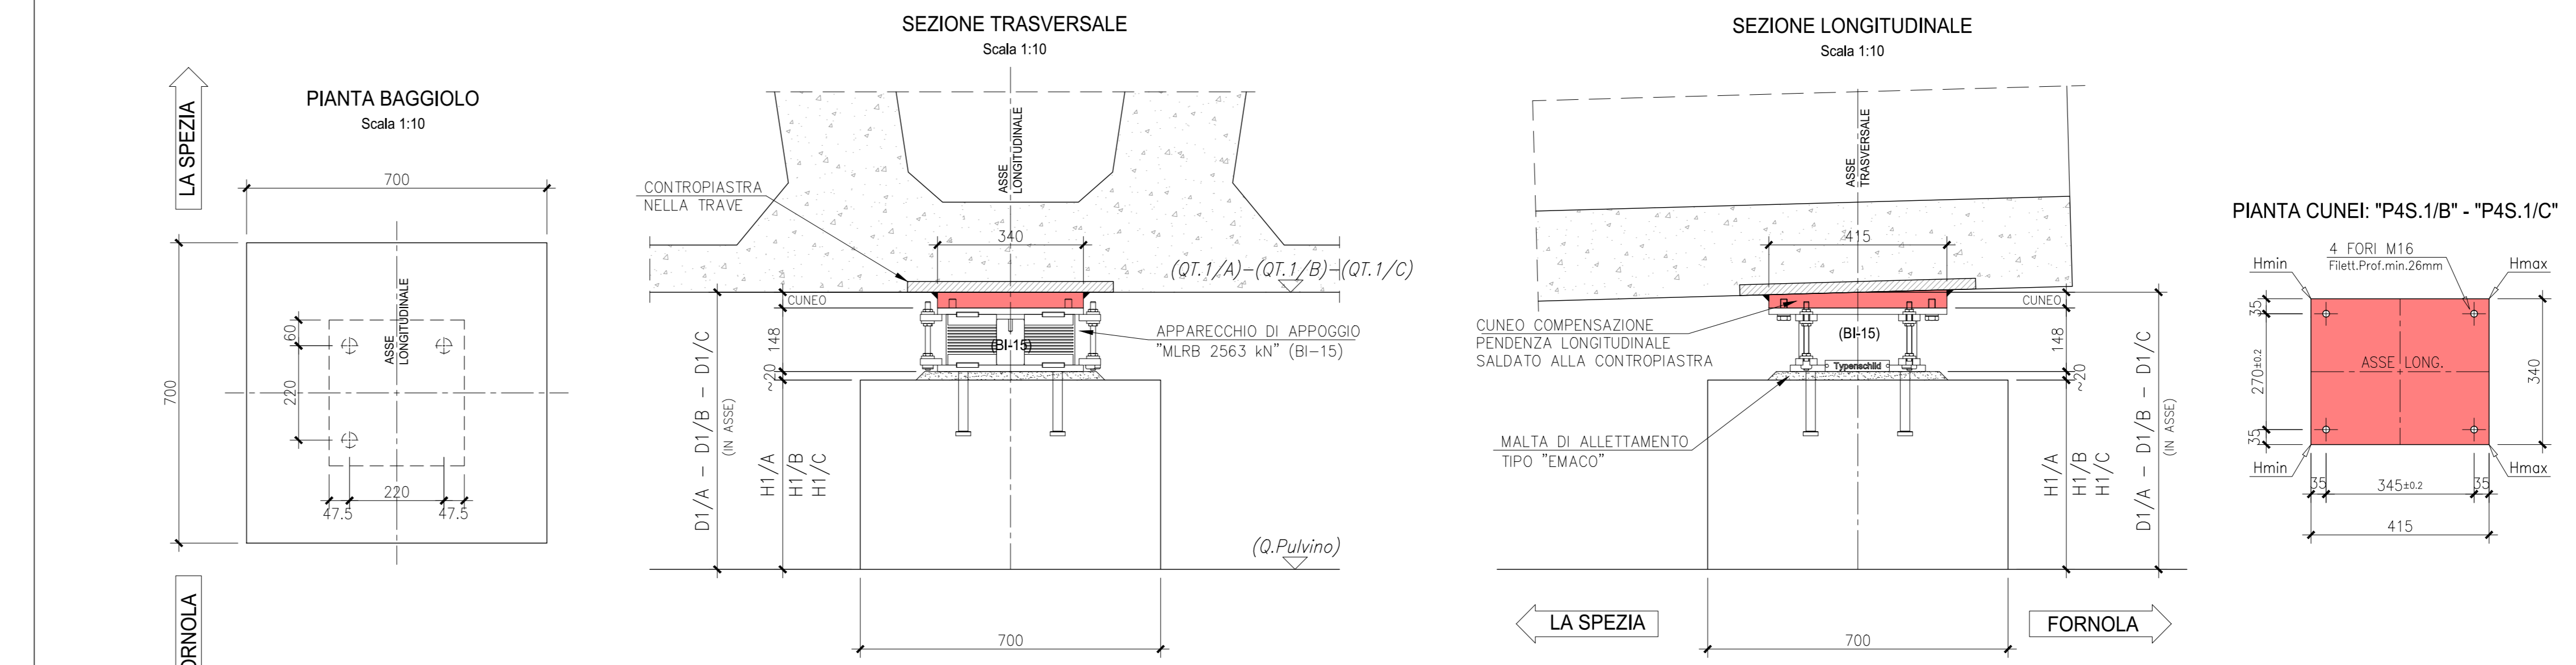 PIANTA BAGGIOLO
Scala 1:10
LA SPEZIA
700
700
60
220
ASSE
LONGITUDINALE
220
47.5
47.5
ORNOLA
SEZIONE TRASVERSALE
Scala 1:10
ASSE
LONGITUDINALE
CONTROPIASTRA
NELLA TRAVE
340
(QT.1/A)-(QT.1/B)-(QT.1/C)
CUNEO
148
~20
(BI-15)
APPARECCHIO DI APPOGGIO
"MLRB 2563 kN" (BI-15)
D1/A - D1/B - D1/C
(IN ASSE)
H1/A
H1/B
H1/C
(Q.Pulvino)
700
SEZIONE LONGITUDINALE
Scala 1:10
ASSE
TRASVERSALE
415
CUNEO
CUNEO COMPENSAZIONE
PENDENZA LONGITUDINALE
SALDATO ALLA CONTROPIASTRA
(BI-15)
Typenschild
148
~20
MALTA DI ALLETTAMENTO
TIPO "EMACO"
H1/A
H1/B
H1/C
D1/A - D1/B - D1/C
(IN ASSE)
LA SPEZIA
FORNOLA
700
PIANTA CUNEI: "P4S.1/B" - "P4S.1/C"
4 FORI M16
Filett.Prof.min.26mm
Hmin
Hmax
35
270±0.2
35
ASSE LONG.
340
Hmin
Hmax
35
345±0.2
35
415